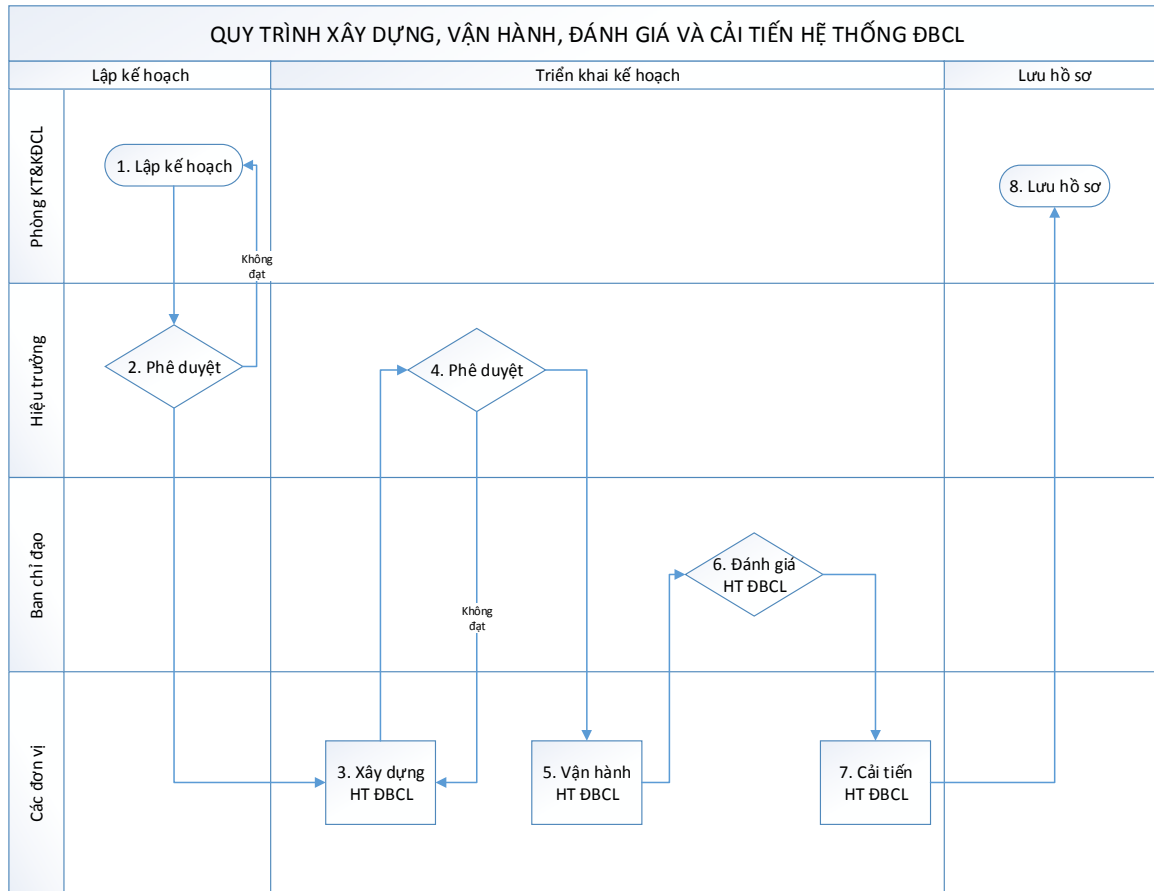 QUY TRÌNH XÂY DỰNG, VẬN HÀNH, ĐÁNH GIÁ VÀ CẢI TIẾN HỆ THỐNG ĐBCL
Lập kế hoạch
Triển khai kế hoạch
Lưu hồ sơ
Phòng KT&KĐCL
1. Lập kế hoạch
8. Lưu hồ sơ
Không
đạt
Hiệu trưởng
2. Phê duyệt
4. Phê duyệt
Ban chỉ đạo
6. Đánh giá
HT ĐBCL
Không
đạt
Các đơn vị
3. Xây dựng
HT ĐBCL
5. Vận hành
HT ĐBCL
7. Cải tiến
HT ĐBCL